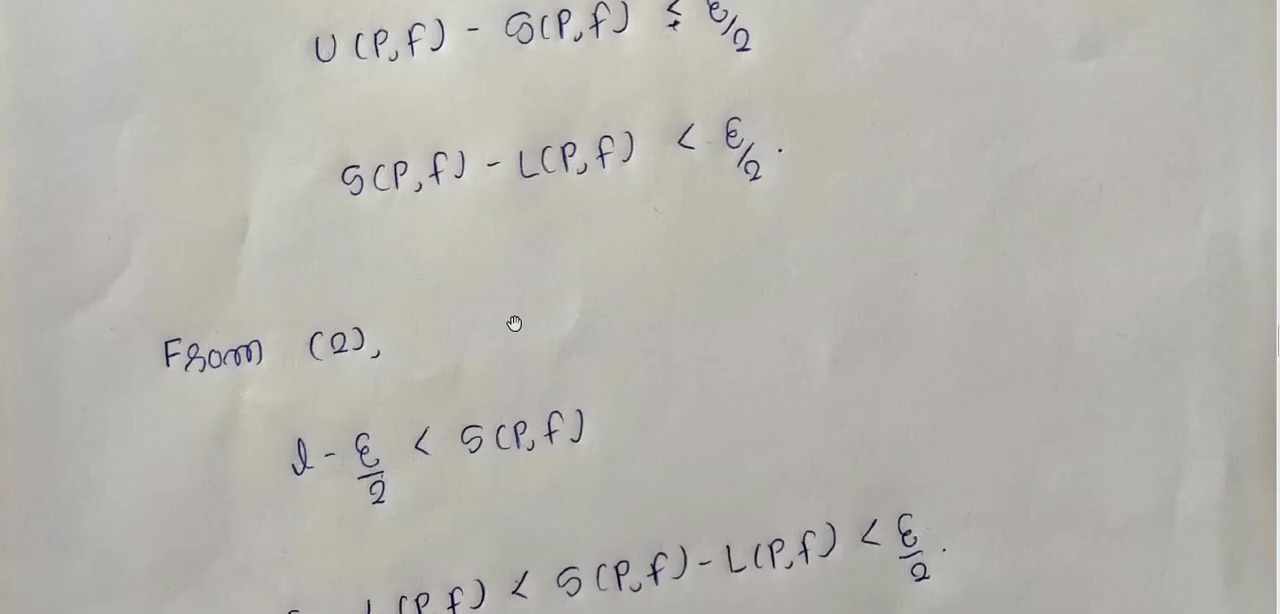 U(P,f) - S(P,f) < ε/2
S(P,f) - L(P,f) < ε/2.
From (2),
l - ε/2 < S(P,f)
L(P,f) < S(P,f) - L(P,f) < ε/2.